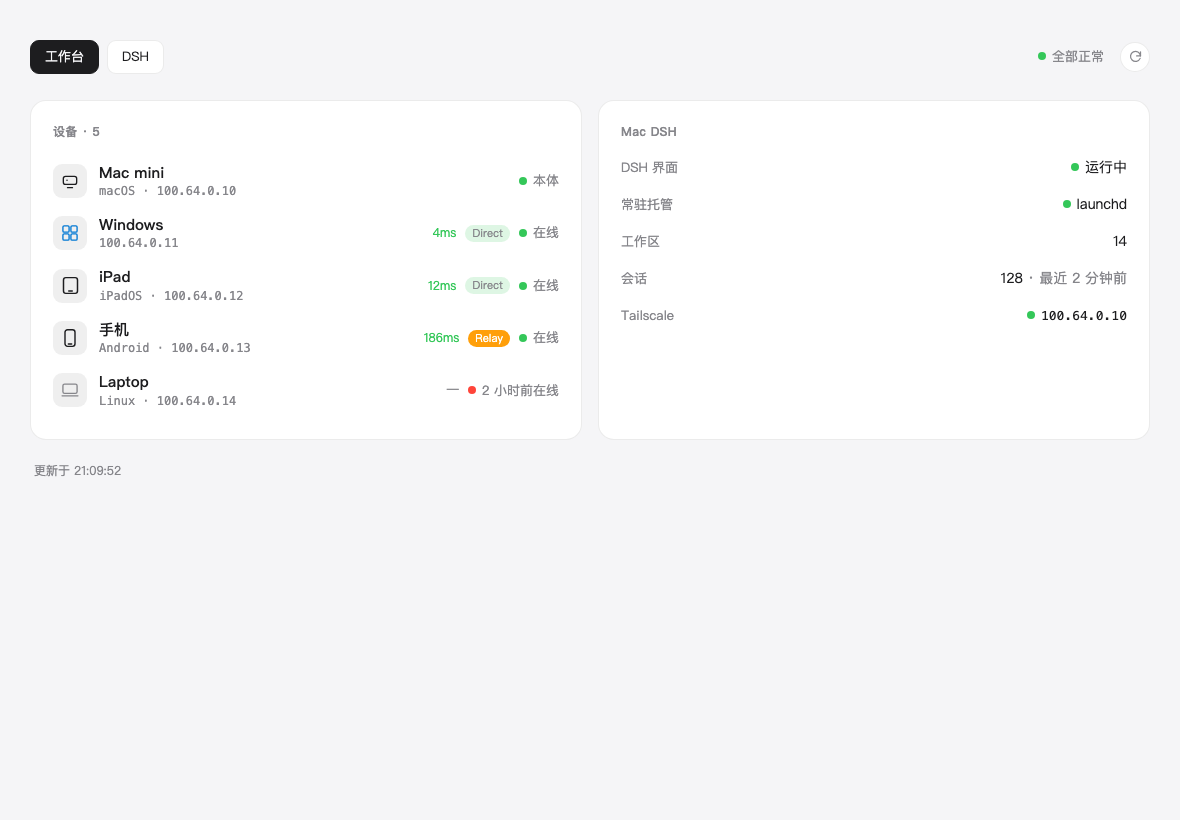 工作台 DSH 全部正常
设备 · 5
Mac mini
macOS · 100.64.0.10
本体
Windows
100.64.0.11
4ms Direct 在线
iPad
iPadOS · 100.64.0.12
12ms Direct 在线
手机
Android · 100.64.0.13
186ms Relay 在线
Laptop
Linux · 100.64.0.14
— 2 小时前在线
Mac DSH
DSH 界面 运行中
常驻托管 launchd
工作区 14
会话 128 · 最近 2 分钟前
Tailscale 100.64.0.10
更新于 21:09:52